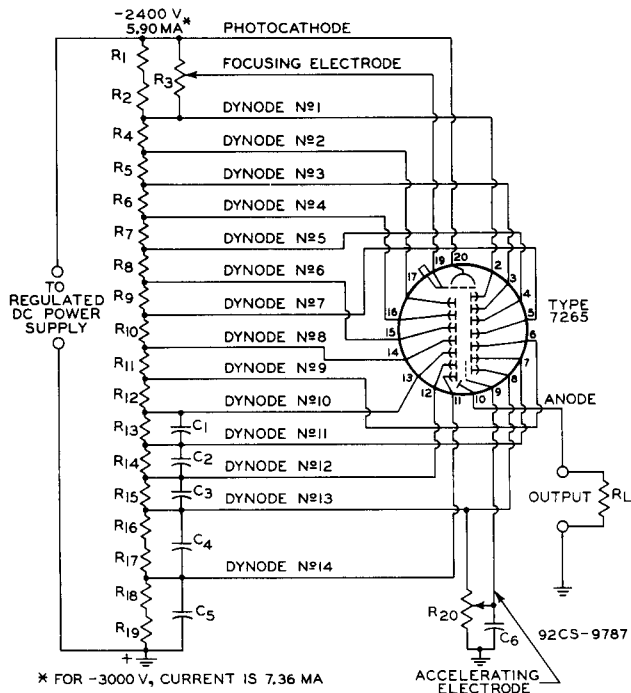 -2400 V
5.90 MA*
PHOTOCATHODE
R1
R3
FOCUSING ELECTRODE
R2
DYNODE Nº1
R4
DYNODE Nº2
R5
DYNODE Nº3
R6
DYNODE Nº4
R7
DYNODE Nº5
R8
DYNODE Nº6
R9
DYNODE Nº7
R10
DYNODE Nº8
R11
DYNODE Nº9
R12
DYNODE Nº10
R13
C1
DYNODE Nº11
R14
C2
DYNODE Nº12
R15
C3
DYNODE Nº13
R16
C4
R17
DYNODE Nº14
R18
C5
R19
TO
REGULATED
DC POWER
SUPPLY
+
17
19
20
2
3
4
5
6
7
8
9
10
11
12
13
14
15
16
TYPE
7265
ANODE
OUTPUT
RL
R20
C6
92CS-9787
ACCELERATING
ELECTRODE
* FOR -3000 V, CURRENT IS 7.36 MA